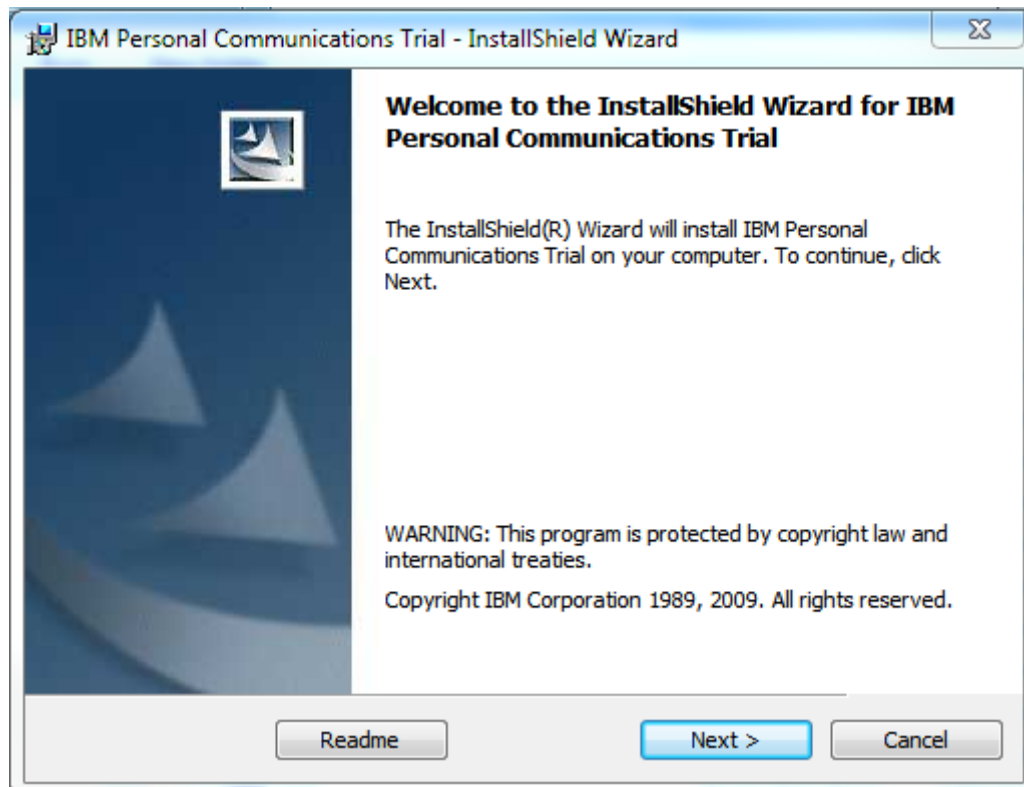 IBM Personal Communications Trial - InstallShield Wizard
Welcome to the InstallShield Wizard for IBM
Personal Communications Trial
The InstallShield(R) Wizard will install IBM Personal
Communications Trial on your computer. To continue, click
Next.
WARNING: This program is protected by copyright law and
international treaties.
Copyright IBM Corporation 1989, 2009. All rights reserved.
Readme
Next >
Cancel